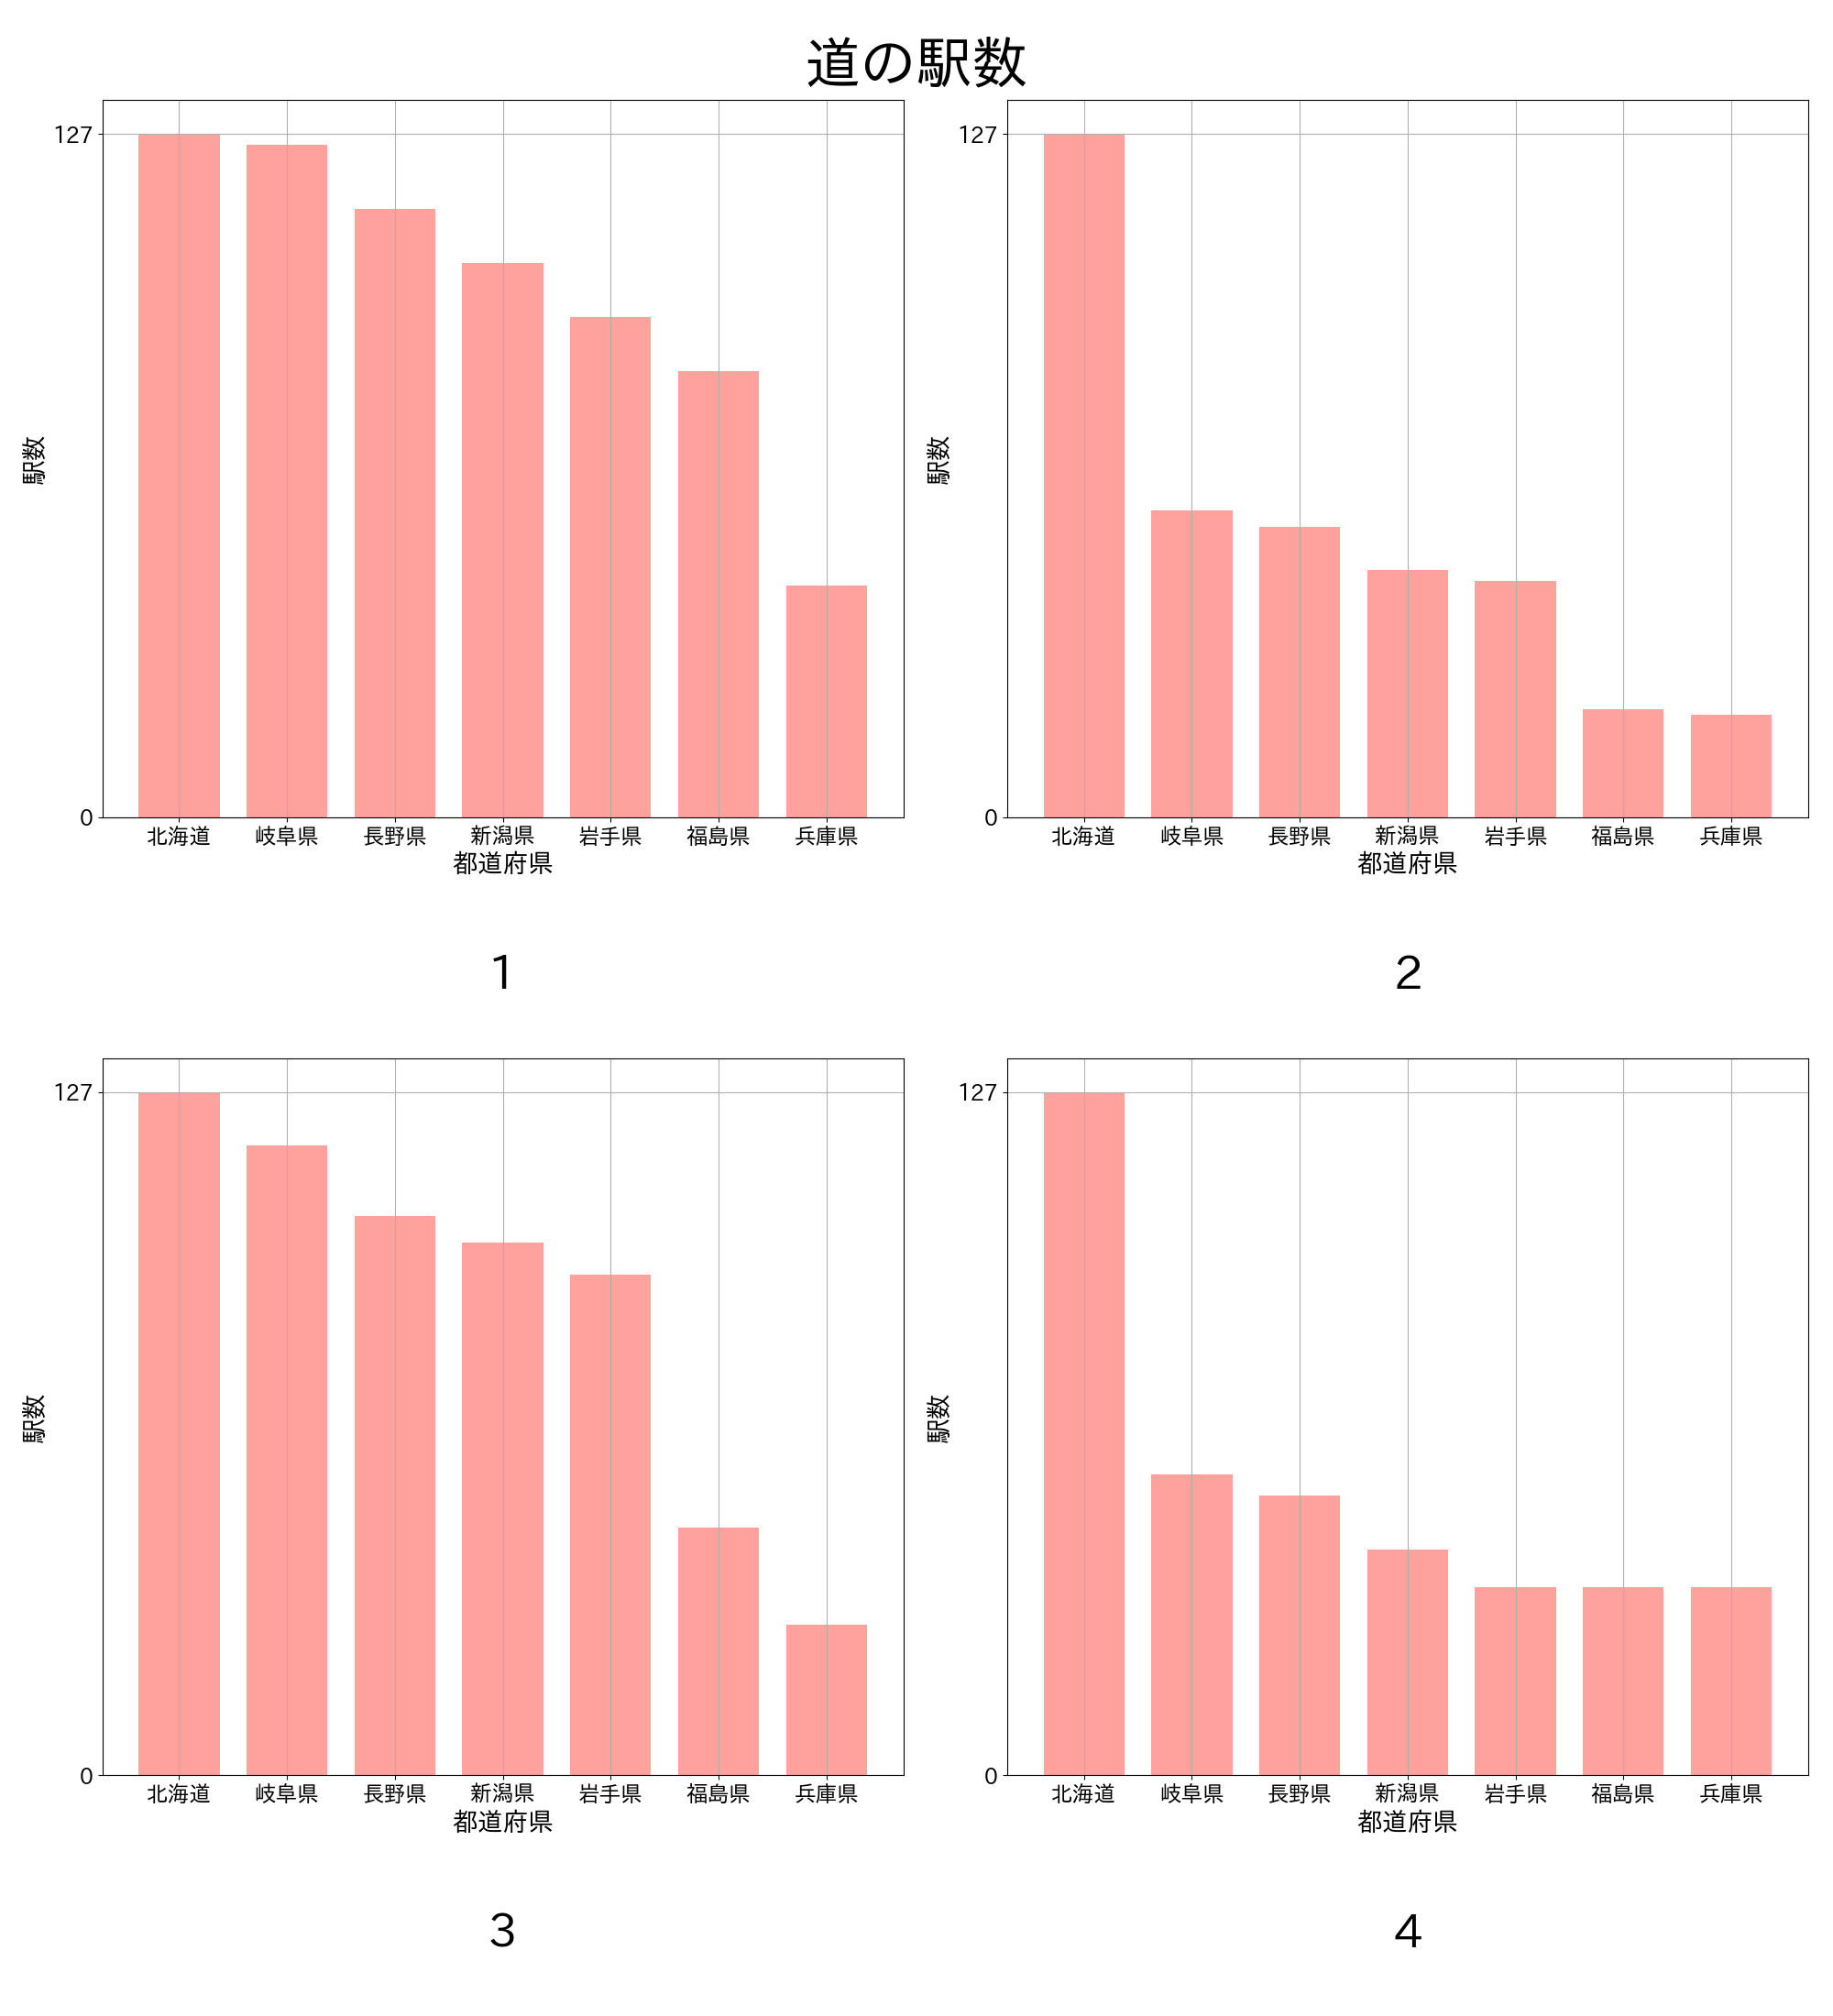 道の駅数
127
0
駅数
北海道 岐阜県 長野県 新潟県 岩手県 福島県 兵庫県
都道府県
1
127
0
駅数
北海道 岐阜県 長野県 新潟県 岩手県 福島県 兵庫県
都道府県
2
127
0
駅数
北海道 岐阜県 長野県 新潟県 岩手県 福島県 兵庫県
都道府県
3
127
0
駅数
北海道 岐阜県 長野県 新潟県 岩手県 福島県 兵庫県
都道府県
4